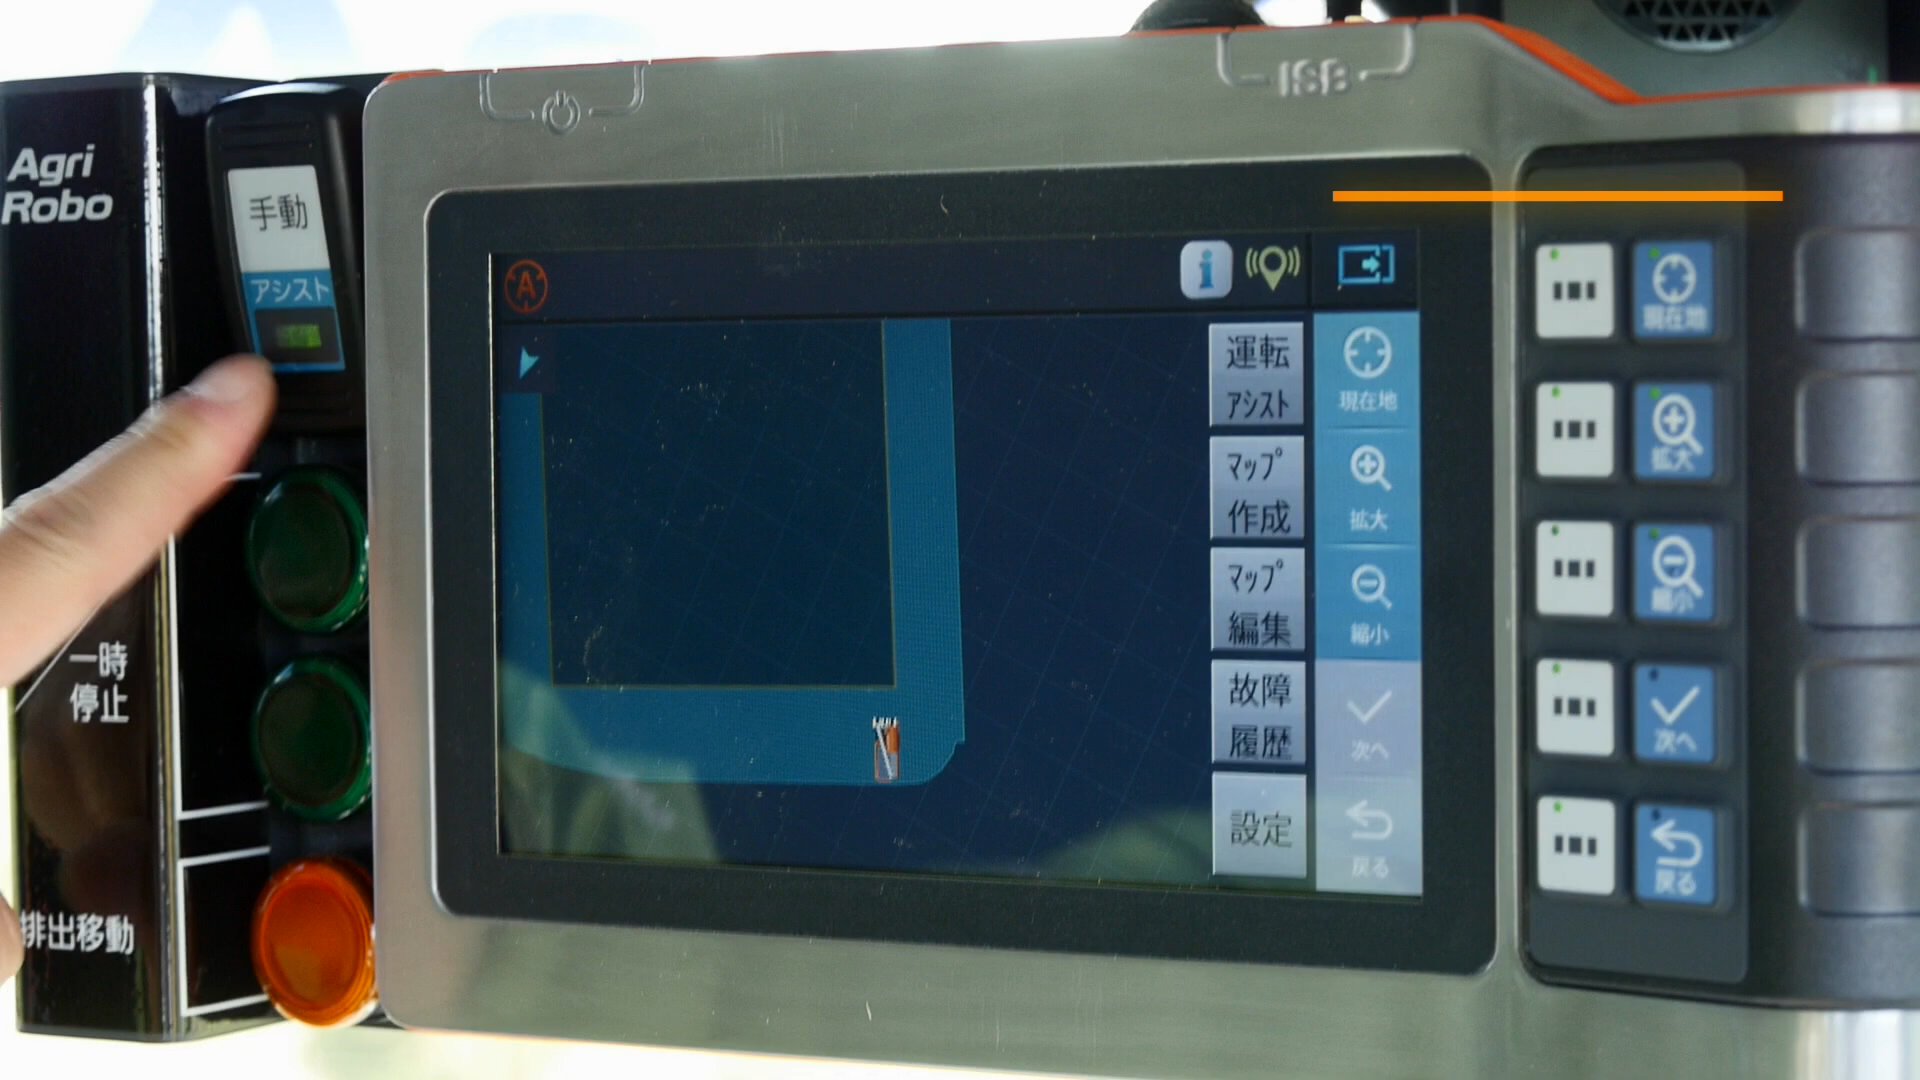 Agri
Robo
手動
アシスト
一時
停止
排出移動
A
i
運転
アシスト
マップ
作成
マップ
編集
故障
履歴
設定
現在地
拡大
縮小
次へ
戻る
現在地
拡大
縮小
次へ
戻る